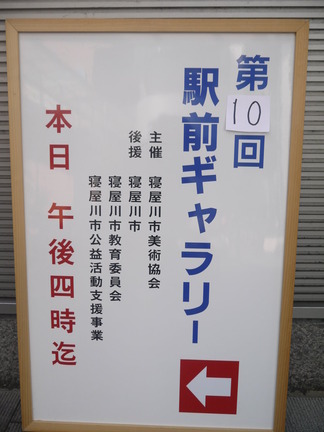 第10回
駅前ギャラリー
主催 寝屋川市美術協会
後援 寝屋川市
寝屋川市教育委員会
寝屋川市公益活動支援事業
本日 午後四時迄